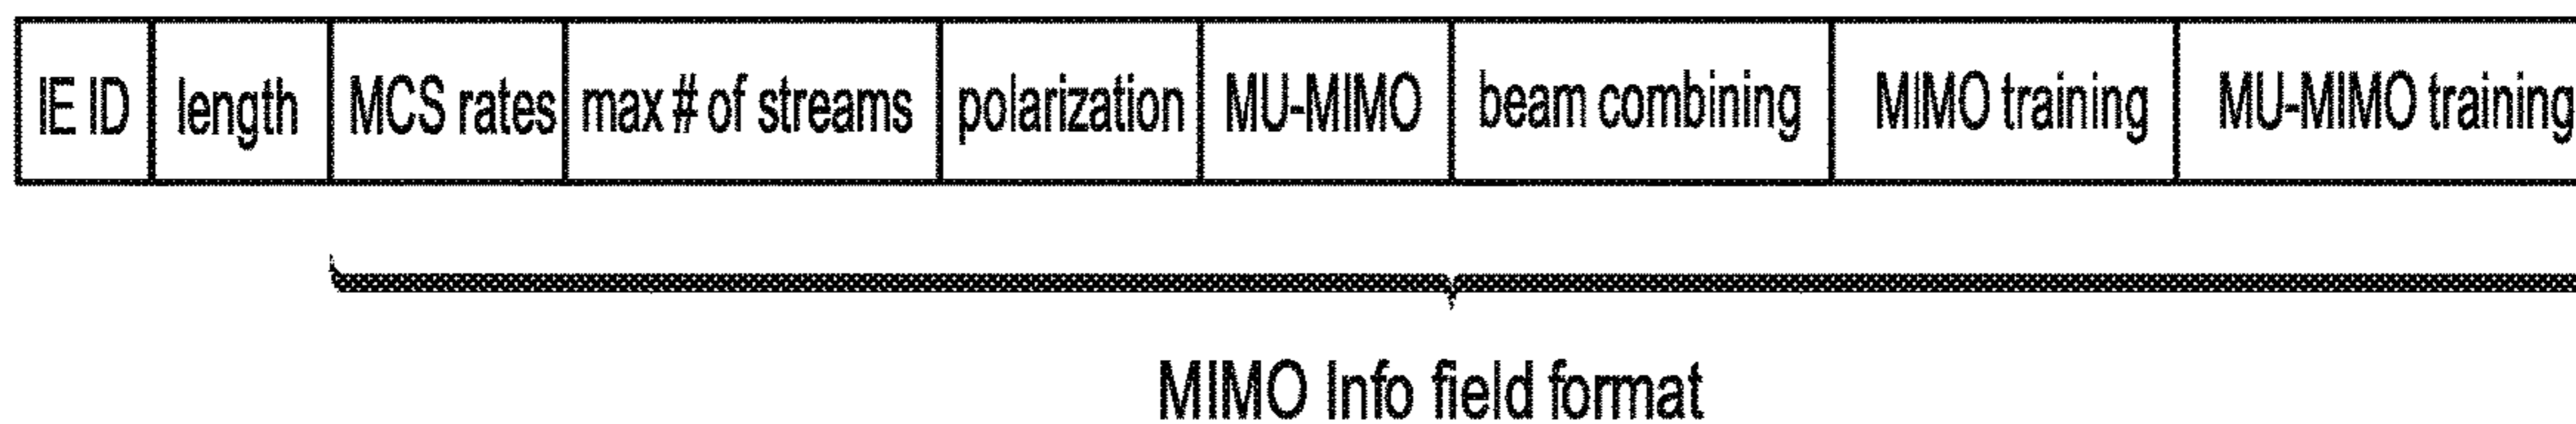 IE ID length MCS rates max # of streams polarization MU-MIMO beam combining MIMO training MU-MIMO training
MIMO Info field format